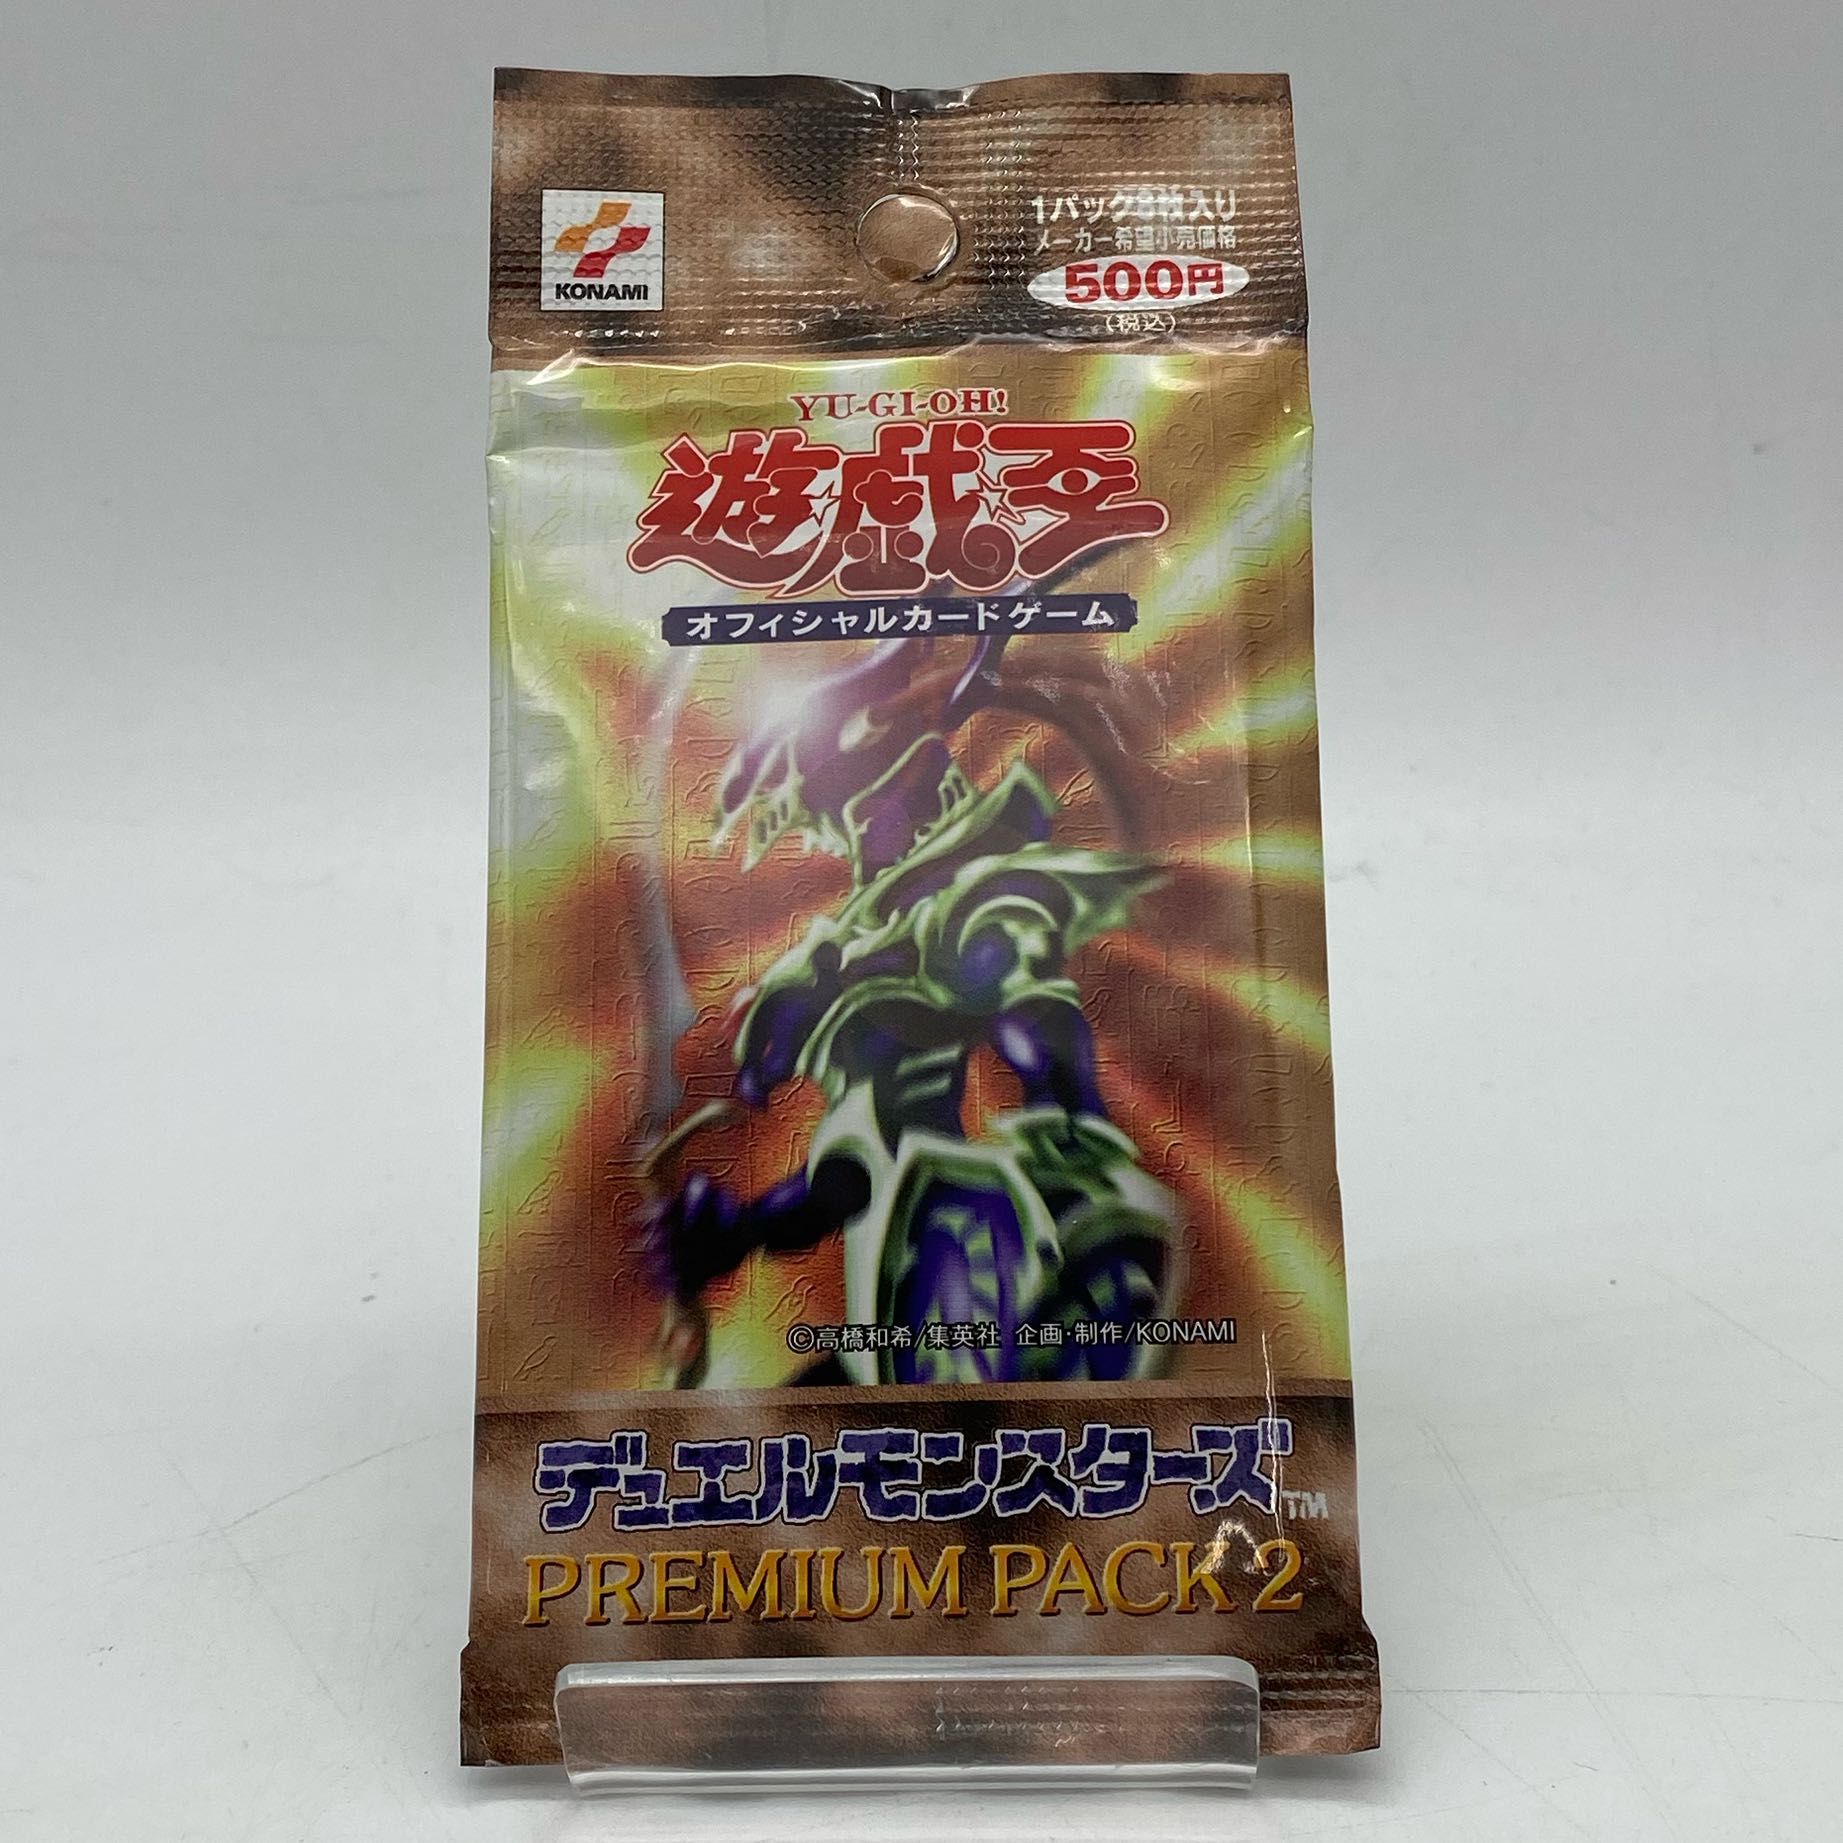 KONAMI
1パック8枚入り
メーカー希望小売価格
500円
(税込)
YU-GI-OH!
遊戯王
オフィシャルカードゲーム
©高橋和希/集英社 企画・制作/KONAMI
デュエルモンスターズ™
PREMIUM PACK 2